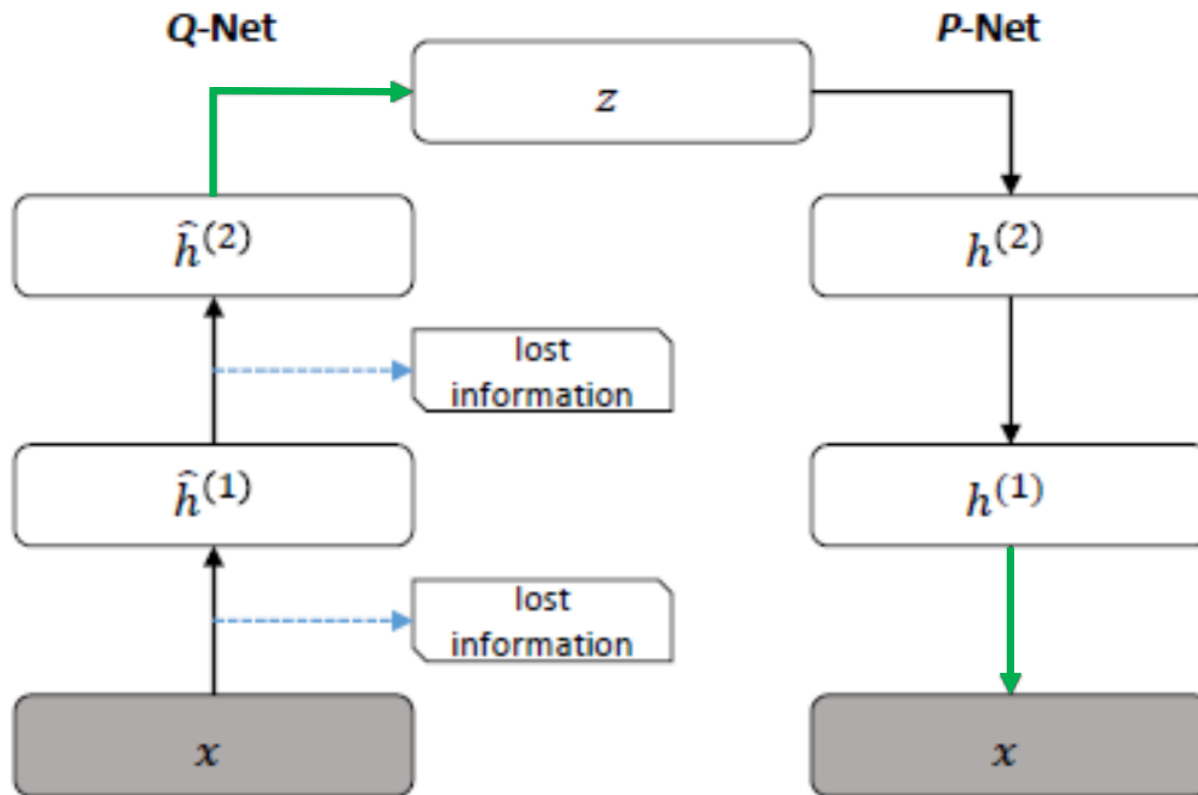 Q-Net
P-Net
z
ĥ^(2)
h^(2)
lost
information
ĥ^(1)
h^(1)
lost
information
x
x